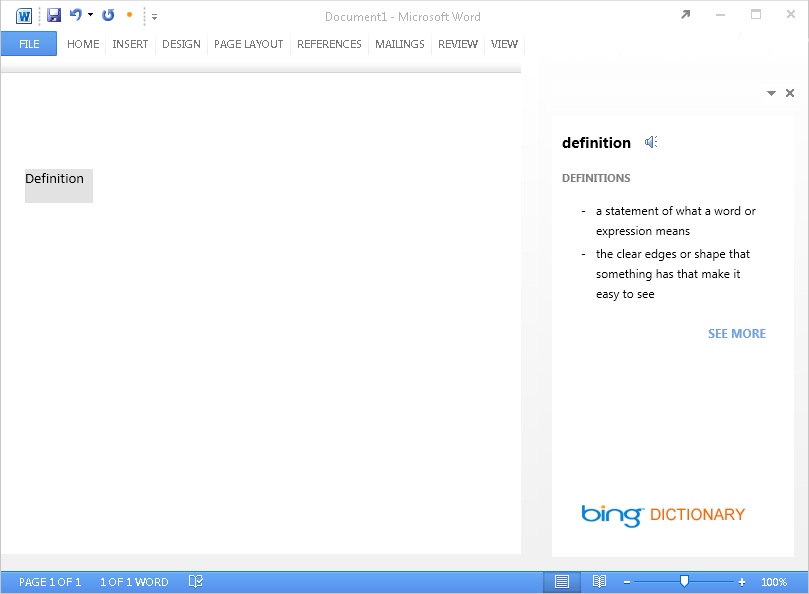 Document1 - Microsoft Word
FILE HOME INSERT DESIGN PAGE LAYOUT REFERENCES MAILINGS REVIEW VIEW
Definition
definition
DEFINITIONS
- a statement of what a word or
expression means
- the clear edges or shape that
something has that make it
easy to see
SEE MORE
bing DICTIONARY
PAGE 1 OF 1 1 OF 1 WORD 100%